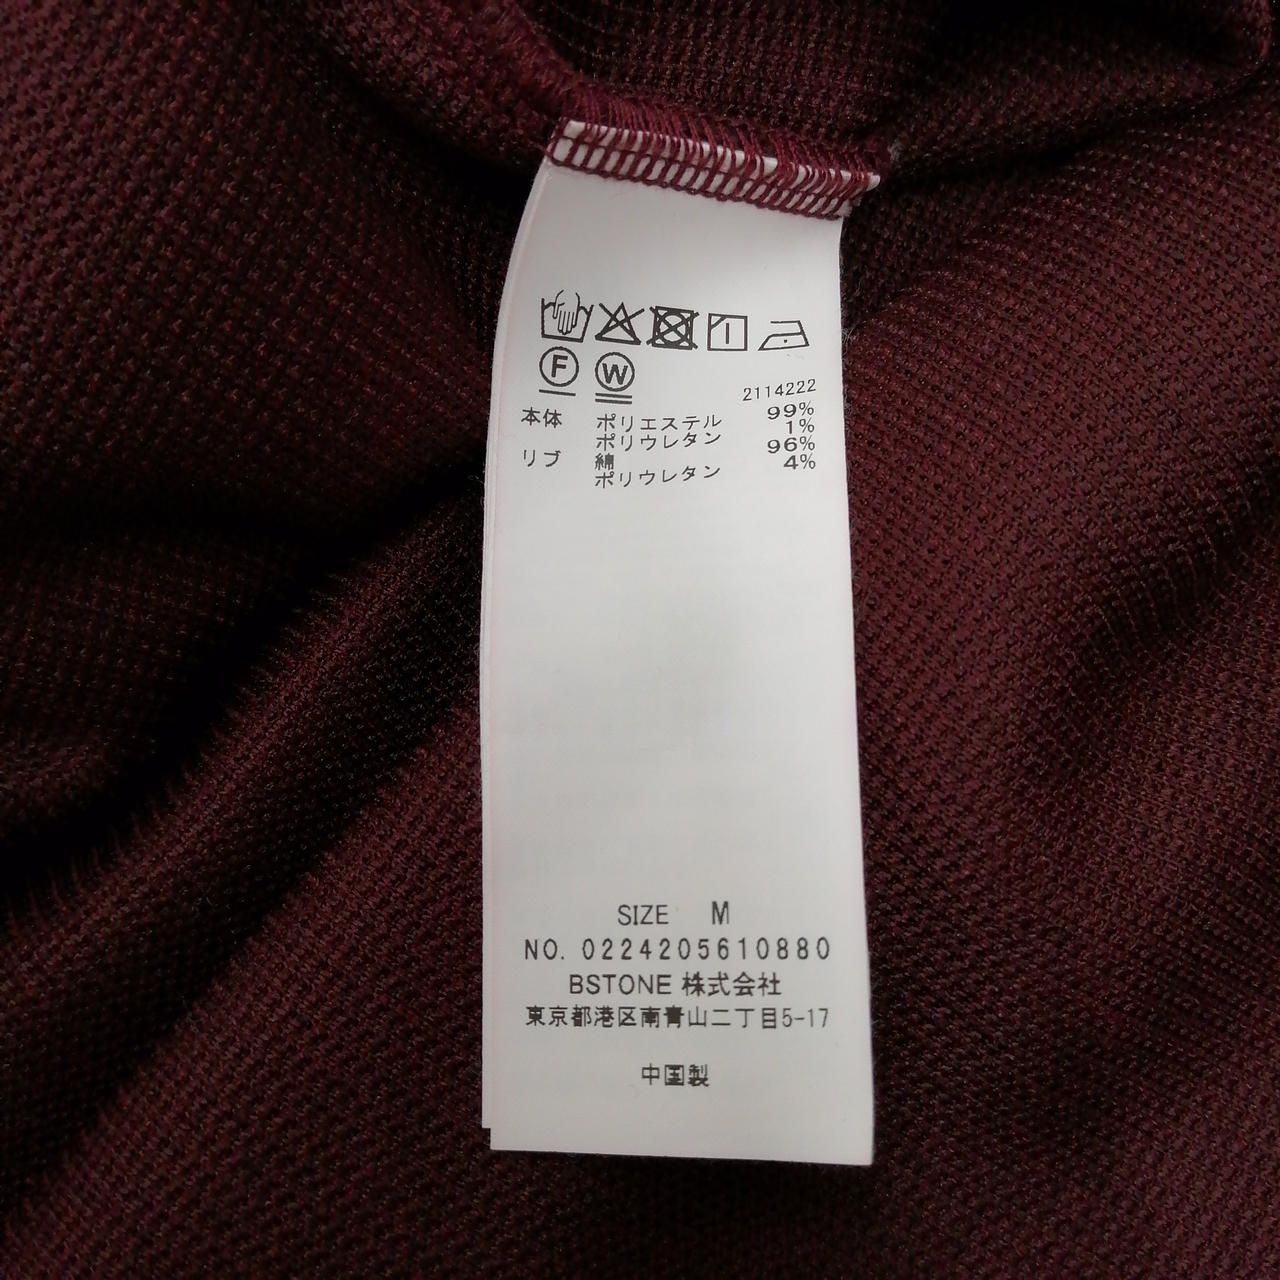 F W
2114222
本体 ポリエステル 99%
ポリウレタン 1%
リブ 綿 96%
ポリウレタン 4%
SIZE M
NO. 0224205610880
BSTONE 株式会社
東京都港区南青山二丁目5-17
中国製